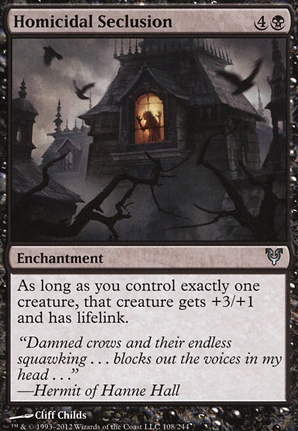 Homicidal Seclusion 4
Enchantment
As long as you control exactly one
creature, that creature gets +3/+1
and has lifelink.
“Damned crows and their endless
squawking . . . blocks out the voices in my
head . . .”
—Hermit of Hanne Hall
Cliff Childs
™ & © 1993–2012 Wizards of the Coast LLC 108/244